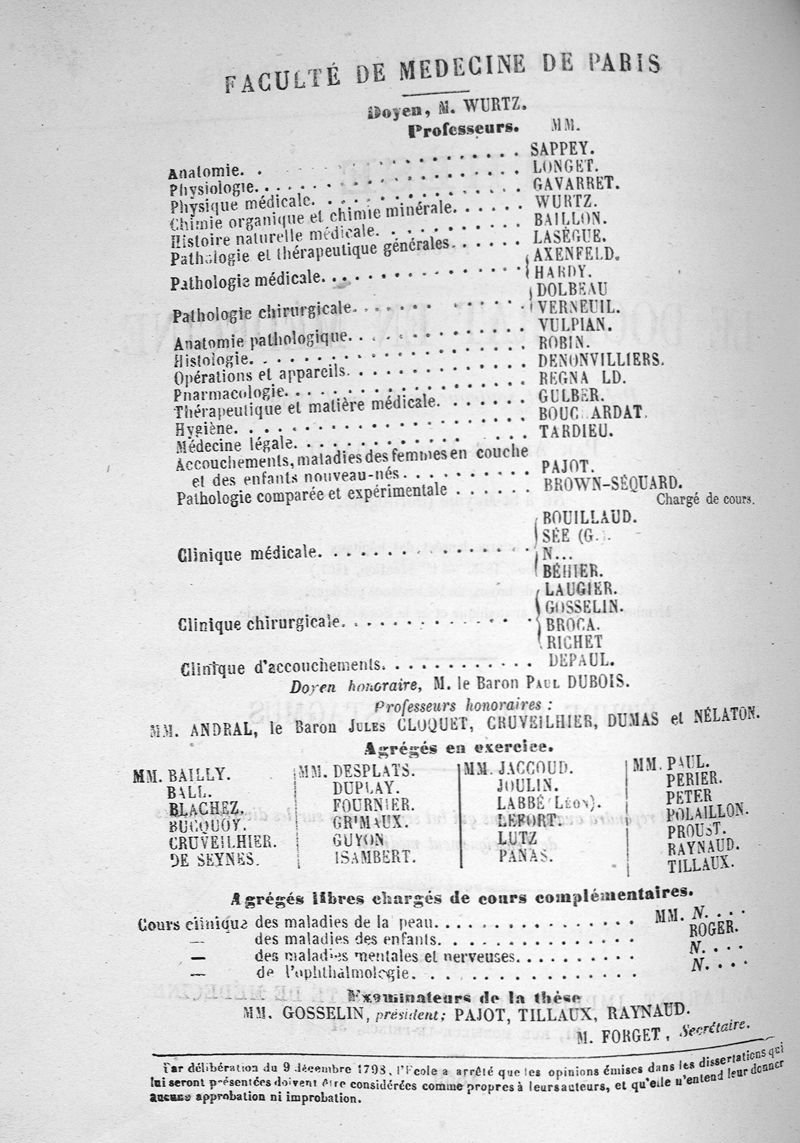 FACULTÉ DE MEDECINE DE PARIS
Doyen, M. WURTZ.
Professeurs. MM.
Anatomie. . . . . . . . . . . . SAPPEY.
Physiologie. . . . . . . . . . . . LONGET.
Physique médicale. . . . . . . . . . . . GAVARRET.
Chimie organique et chimie minérale. . . . . . . WURTZ.
Histoire naturelle médicale. . . . . . . . . . BAILLON.
Pathologie et thérapeutique générales. . . . . . . LASÈGUE.
Pathologie médicale. . . . . . . . . . . . { AXENFELD.
HARDY.
Pathologie chirurgicale. . . . . . . . . . . { DOLBEAU
VERNEUIL.
Anatomie pathologique. . . . . . . . . . . VULPIAN.
Histologie. . . . . . . . . . . . ROBIN.
Opérations et appareils. . . . . . . . . . . DENONVILLIERS.
Pharmacologie. . . . . . . . . . . . REGNA LD.
Thérapeutique et matière médicale. . . . . . . GULBER.
Hygiène. . . . . . . . . . . . BOUC ARDAT.
Médecine légale. . . . . . . . . . . . TARDIEU.
Accouchements, maladies des femmes en couche
et des enfants nouveau-nés. . . . . . . . . . PAJOT.
Pathologie comparée et expérimentale . . . . . . BROWN-SÉQUARD.
Chargé de cours.
Clinique médicale. . . . . . . . . . . . { BOUILLAUD.
SÉE (G.).
N...
BÉHIER.
Clinique chirurgicale. . . . . . . . . . . { LAUGIER.
GOSSELIN.
BROCA.
RICHET
Clinique d'accouchements. . . . . . . . . . . DEPAUL.
Doyen honoraire, M. le Baron PAUL DUBOIS.
Professeurs honoraires :
MM. ANDRAL, le Baron JULES CLOQUET, CRUVEILHIER, DUMAS et NÉLATON.
Agrégés en exercice.
MM. BAILLY.
BALL.
BLACHEZ.
BUCQUOY.
CRUVEILHIER.
DE SEYNES.
MM. DESPLATS.
DUPLAY.
FOURNIER.
GRIMAUX.
GUYON
ISAMBERT.
MM. JACCOUD.
JOULIN.
LABBÉ (Léon).
LEFORT.
LUTZ
PANAS.
MM. PAUL.
PERIER.
PETER
POLAILLON.
PROUST.
RAYNAUD.
TILLAUX.
Agrégés libres chargés de cours complémentaires.
Cours clinique des maladies de la peau. . . . . . . . . . . . MM. N. . . .
— des maladies des enfants. . . . . . . . . . . . ROGER.
— des maladies mentales et nerveuses. . . . . . . . N. . . .
— de l'ophthalmologie. . . . . . . . . . . . N. . . .
Examinateurs de la thèse
MM. GOSSELIN, président; PAJOT, TILLAUX, RAYNAUD.
M. FORGET, Secrétaire.
Par délibération du 9 décembre 1798, l'Ecole a arrêté que les opinions émises dans les dissertations qui
lui seront présentées doivent être considérées comme propres à leurs auteurs, et qu'elle n'entend leur donner
aucune approbation ni improbation.